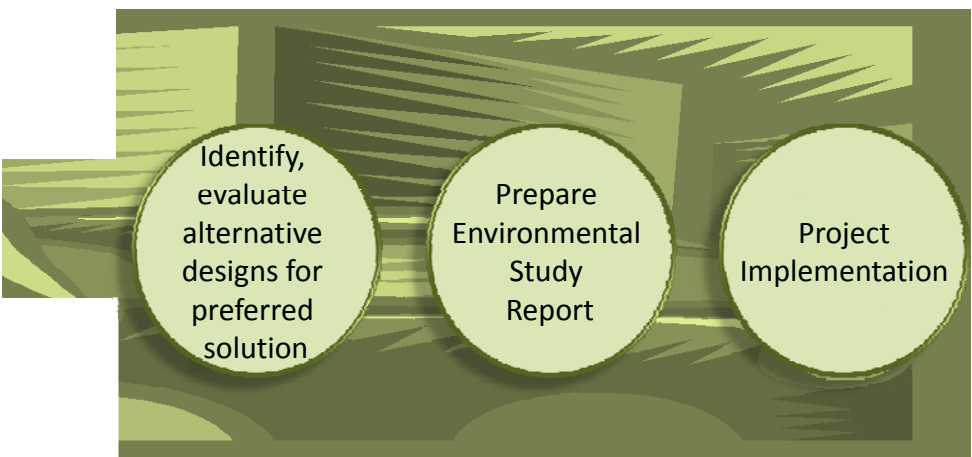 Identify,
evaluate
alternative
designs for
preferred
solution
Prepare
Environmental
Study
Report
Project
Implementation